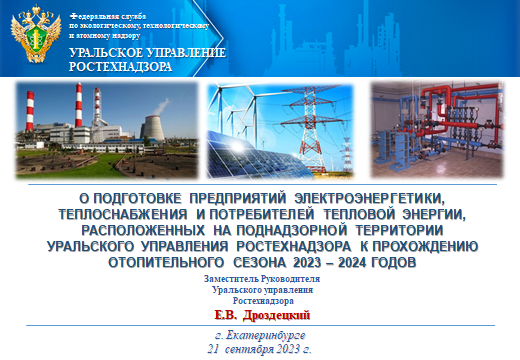 Федеральная служба
по экологическому, технологическому
и атомному надзору
УРАЛЬСКОЕ УПРАВЛЕНИЕ
РОСТЕХНАДЗОРА
О ПОДГОТОВКЕ ПРЕДПРИЯТИЙ ЭЛЕКТРОЭНЕРГЕТИКИ,
ТЕПЛОСНАБЖЕНИЯ И ПОТРЕБИТЕЛЕЙ ТЕПЛОВОЙ ЭНЕРГИИ,
РАСПОЛОЖЕННЫХ НА ПОДНАДЗОРНОЙ ТЕРРИТОРИИ
УРАЛЬСКОГО УПРАВЛЕНИЯ РОСТЕХНАДЗОРА К ПРОХОЖДЕНИЮ
ОТОПИТЕЛЬНОГО СЕЗОНА 2023 – 2024 ГОДОВ
Заместитель Руководителя
Уральского управления
Ростехнадзора
Е.В. Дроздецкий
г. Екатеринбурге
21 сентября 2023 г.